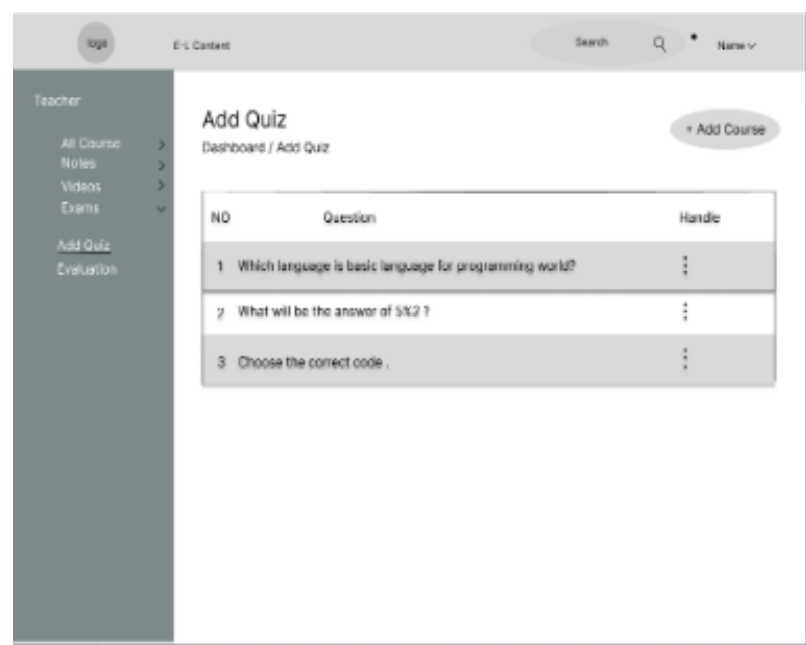 logo
E-L Content
Search
Name
Teacher
All Course
Notes
Videos
Exams
Add Quiz
Evaluation
Add Quiz
Dashboard / Add Quiz
+ Add Course
NO Question Handle
1 Which language is basic language for programming world?
2 What will be the answer of 5%2 ?
3 Choose the correct code .